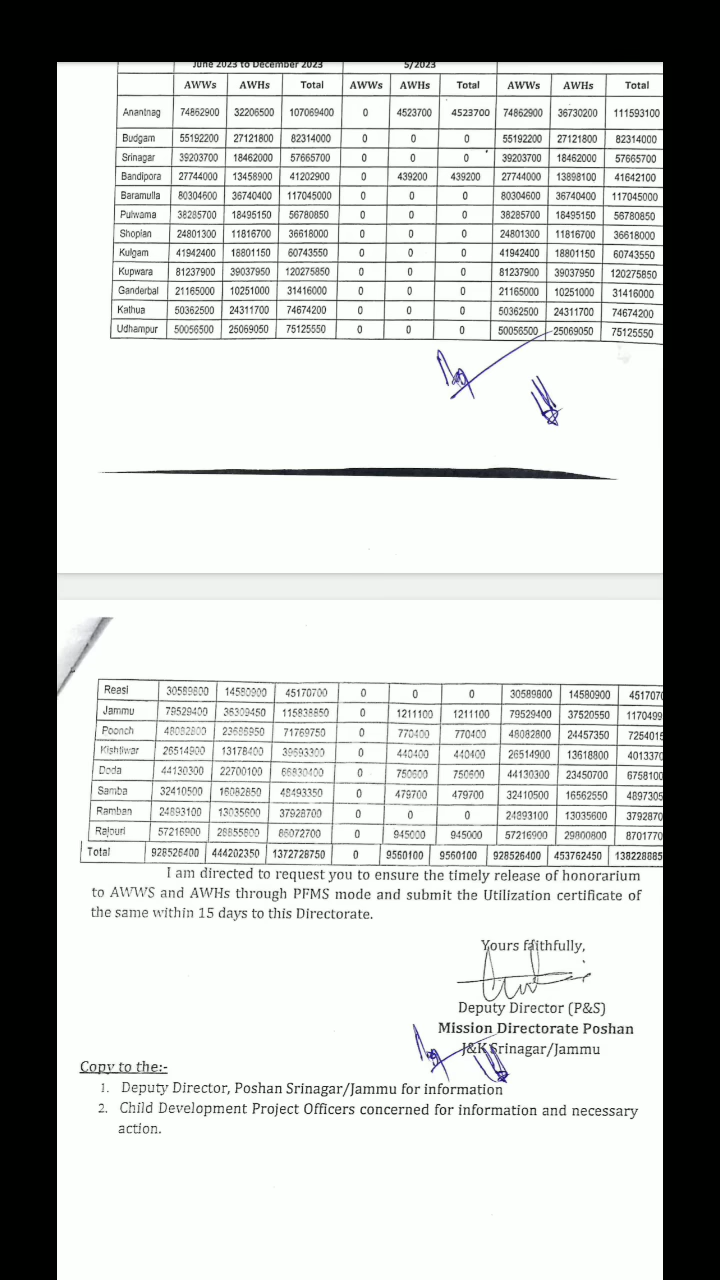 June 2023 to December 2023 5/2023
AWWs AWHs Total AWWs AWHs Total AWWs AWHs Total
Anantnag 74862900 32206500 107069400 0 4523700 4523700 74862900 36730200 111593100
Budgam 55192200 27121800 82314000 0 0 0 55192200 27121800 82314000
Srinagar 39203700 18462000 57665700 0 0 0 39203700 18462000 57665700
Bandipora 27744000 13458900 41202900 0 439200 439200 27744000 13898100 41642100
Baramulla 80304600 36740400 117045000 0 0 0 80304600 36740400 117045000
Pulwama 38285700 18495150 56780850 0 0 0 38285700 18495150 56780850
Shopian 24801300 11816700 36618000 0 0 0 24801300 11816700 36618000
Kulgam 41942400 18801150 60743550 0 0 0 41942400 18801150 60743550
Kupwara 81237900 39037950 120275850 0 0 0 81237900 39037950 120275850
Ganderbal 21165000 10251000 31416000 0 0 0 21165000 10251000 31416000
Kathua 50362500 24311700 74674200 0 0 0 50362500 24311700 74674200
Udhampur 50056500 25069050 75125550 0 0 0 50056500 25069050 75125550
Reasi 30589800 14580900 45170700 0 0 0 30589800 14580900 451707
Jammu 79529400 36309450 115838850 0 1211100 1211100 79529400 37520550 1170499
Poonch 48082800 23686950 71769750 0 770400 770400 48082800 24457350 7254015
Kishtiwar 26514900 13178400 39693300 0 440400 440400 26514900 13618800 4013370
Doda 44130300 22700100 66830400 0 750600 750600 44130300 23450700 6758100
Samba 32410500 16082850 48493350 0 479700 479700 32410500 16562550 4897305
Ramban 24893100 13035600 37928700 0 0 0 24893100 13035600 3792870
Rajouri 57216900 28855800 86072700 0 945000 945000 57216900 29800800 8701770
Total 928526400 444202350 1372728750 0 9560100 9560100 928526400 453762450 138228885
I am directed to request you to ensure the timely release of honorarium
to AWWS and AWHs through PFMS mode and submit the Utilization certificate of
the same within 15 days to this Directorate.
Yours faithfully,
Deputy Director (P&S)
Mission Directorate Poshan
J&K Srinagar/Jammu
Copy to the:-
1. Deputy Director, Poshan Srinagar/Jammu for information
2. Child Development Project Officers concerned for information and necessary
action.